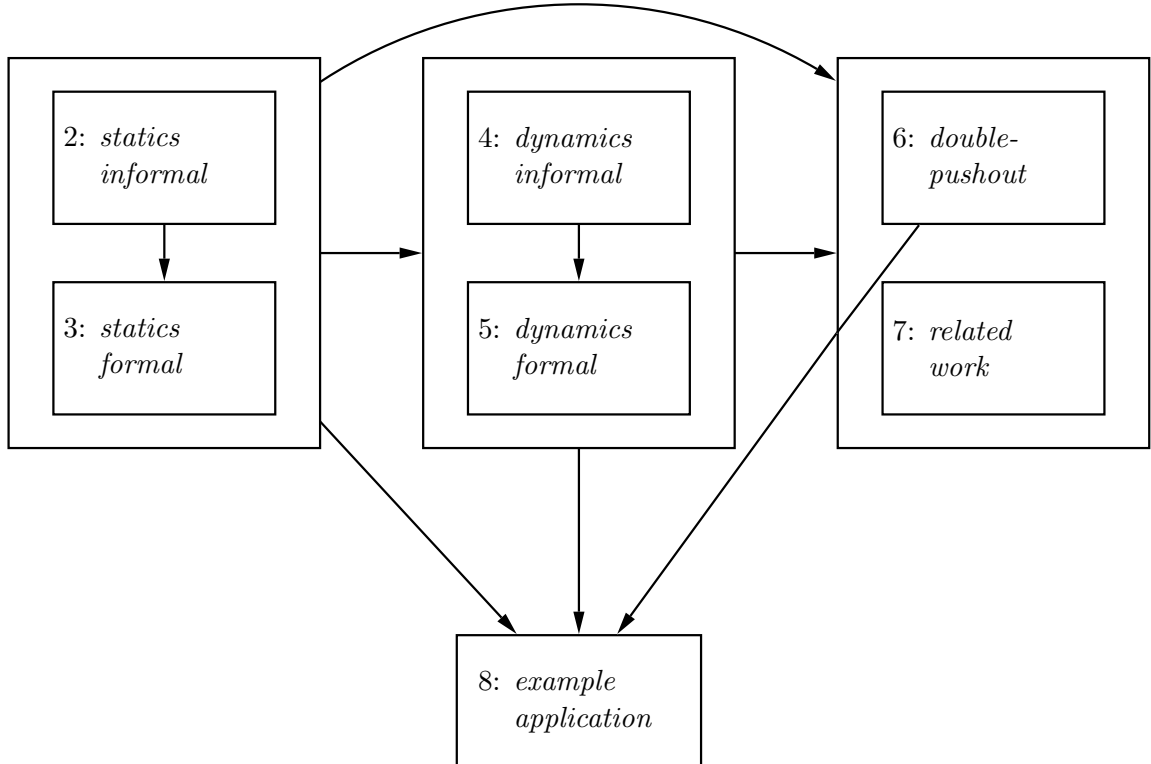 2: statics
informal
3: statics
formal
4: dynamics
informal
5: dynamics
formal
6: double-
pushout
7: related
work
8: example
application